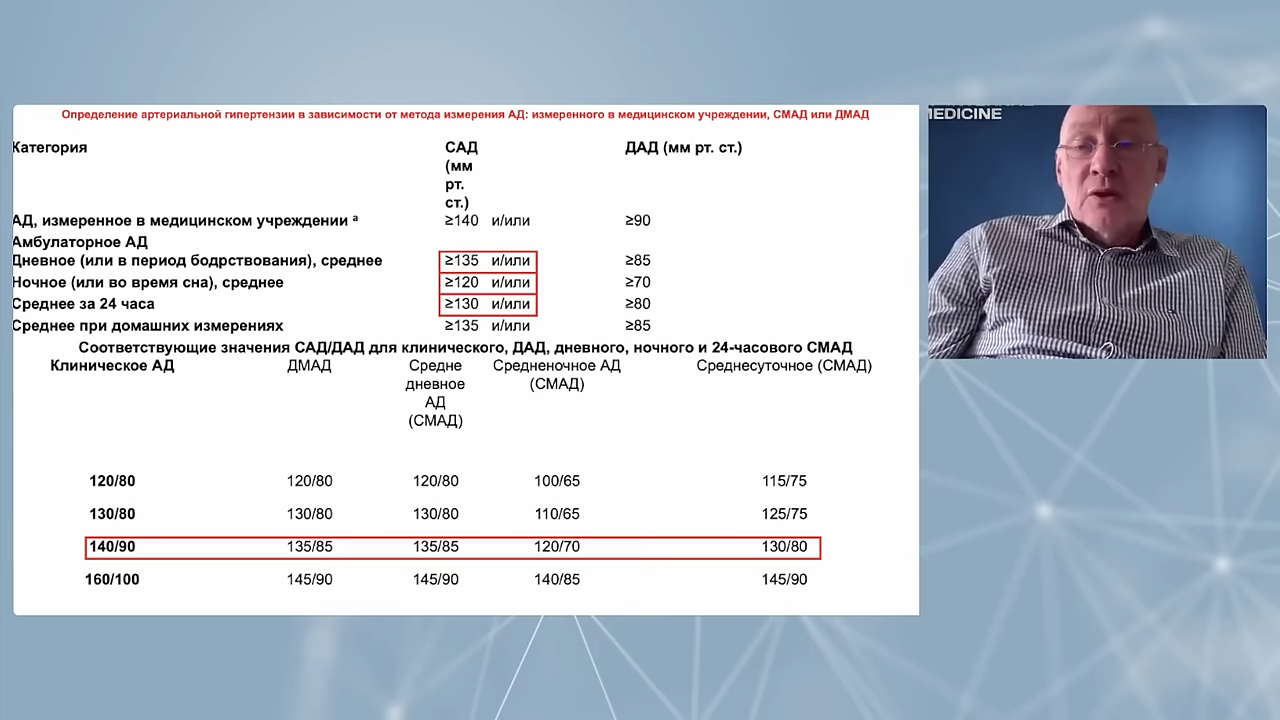 Определение артериальной гипертензии в зависимости от метода измерения АД: измеренного в медицинском учреждении, СМАД или ДМАД
Категория САД (мм рт. ст.) ДАД (мм рт. ст.)
АД, измеренное в медицинском учреждении ᵃ ≥140 и/или ≥90
Амбулаторное АД
Дневное (или в период бодрствования), среднее ≥135 и/или ≥85
Ночное (или во время сна), среднее ≥120 и/или ≥70
Среднее за 24 часа ≥130 и/или ≥80
Среднее при домашних измерениях ≥135 и/или ≥85
Соответствующие значения САД/ДАД для клинического, ДАД, дневного, ночного и 24-часового СМАД
Клиническое АД ДМАД Средне дневное АД (СМАД) Средненочное АД (СМАД) Среднесуточное (СМАД)
120/80 120/80 120/80 100/65 115/75
130/80 130/80 130/80 110/65 125/75
140/90 135/85 135/85 120/70 130/80
160/100 145/90 145/90 140/85 145/90
MEDICINE